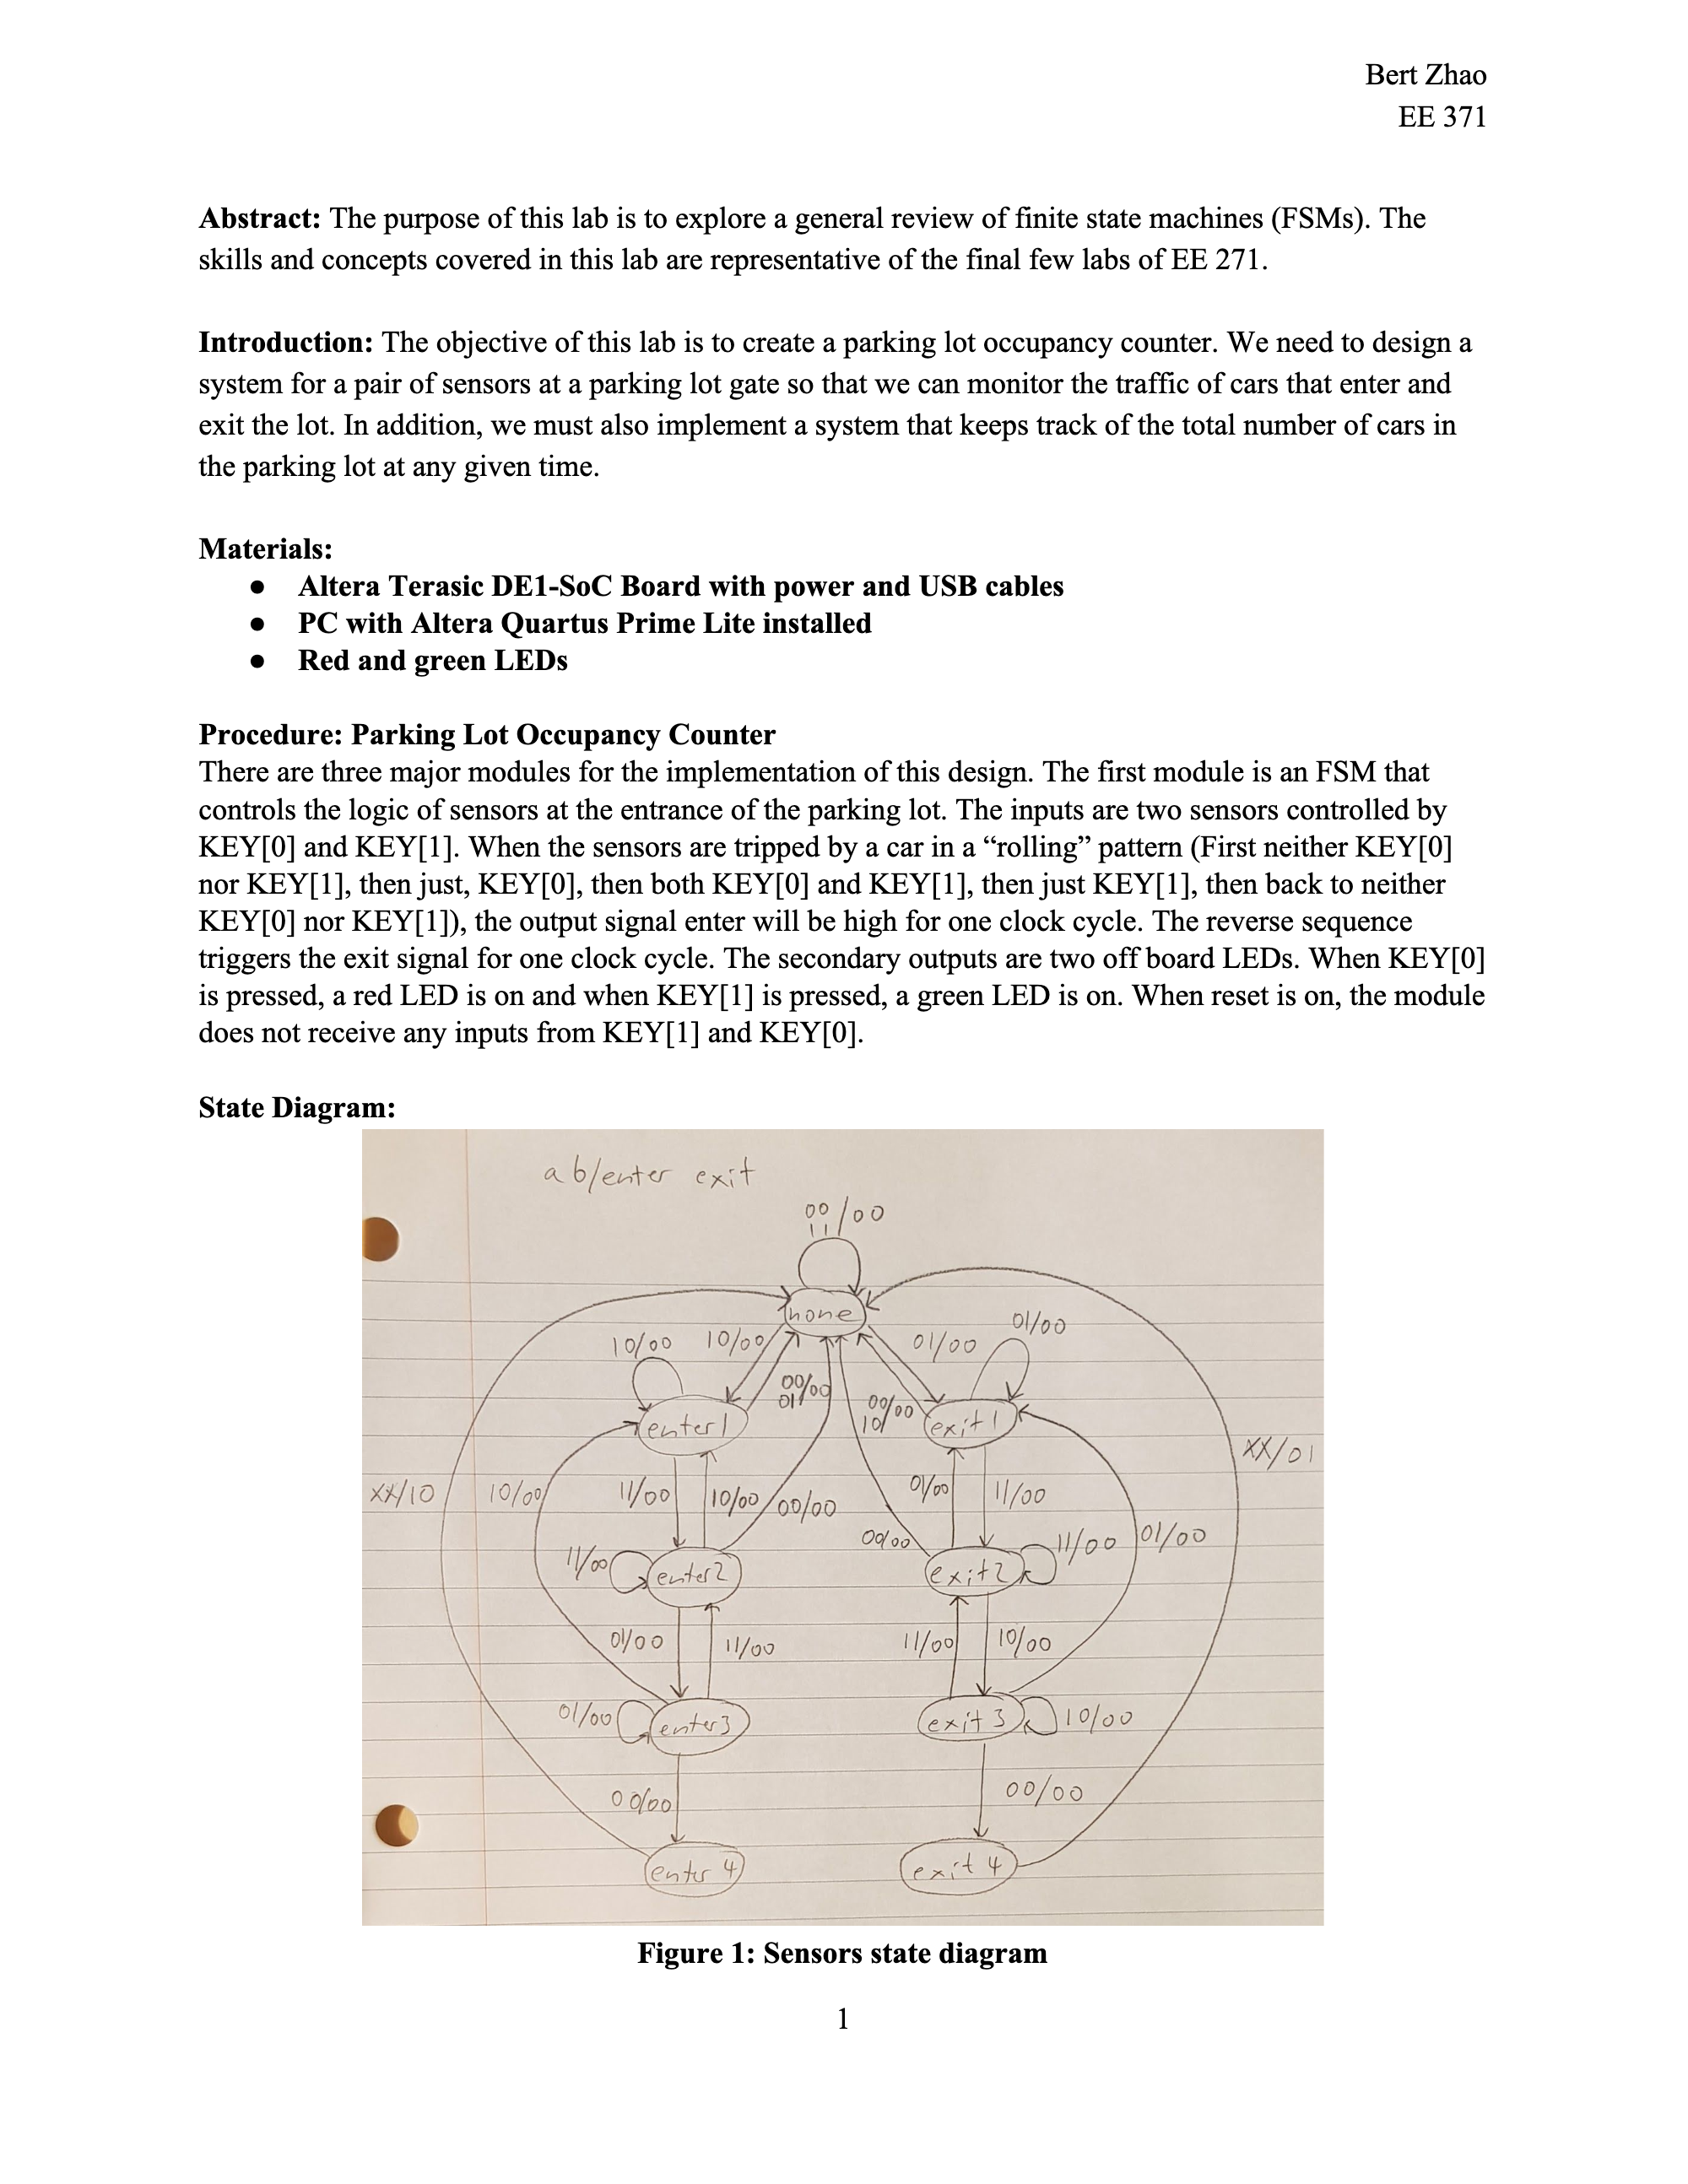 Bert Zhao
EE 371
Abstract: The purpose of this lab is to explore a general review of finite state machines (FSMs). The
skills and concepts covered in this lab are representative of the final few labs of EE 271.
Introduction: The objective of this lab is to create a parking lot occupancy counter. We need to design a
system for a pair of sensors at a parking lot gate so that we can monitor the traffic of cars that enter and
exit the lot. In addition, we must also implement a system that keeps track of the total number of cars in
the parking lot at any given time.
Materials:
● Altera Terasic DE1-SoC Board with power and USB cables
● PC with Altera Quartus Prime Lite installed
● Red and green LEDs
Procedure: Parking Lot Occupancy Counter
There are three major modules for the implementation of this design. The first module is an FSM that
controls the logic of sensors at the entrance of the parking lot. The inputs are two sensors controlled by
KEY[0] and KEY[1]. When the sensors are tripped by a car in a “rolling” pattern (First neither KEY[0]
nor KEY[1], then just, KEY[0], then both KEY[0] and KEY[1], then just KEY[1], then back to neither
KEY[0] nor KEY[1]), the output signal enter will be high for one clock cycle. The reverse sequence
triggers the exit signal for one clock cycle. The secondary outputs are two off board LEDs. When KEY[0]
is pressed, a red LED is on and when KEY[1] is pressed, a green LED is on. When reset is on, the module
does not receive any inputs from KEY[1] and KEY[0].
State Diagram:
ab/enter exit
00/00
11
none
10/00 10/00 01/00 01/00
00/00
01
00/00
10
enter1 exit1
XX/10 10/00 11/00 10/00 00/00 01/00 11/00 XX/01
00/00 11/00 01/00
11/00 enter2 exit2
01/00 11/00 11/00 10/00
01/00 enter3 exit3 10/00
00/00 00/00
enter 4 exit 4
Figure 1: Sensors state diagram
1